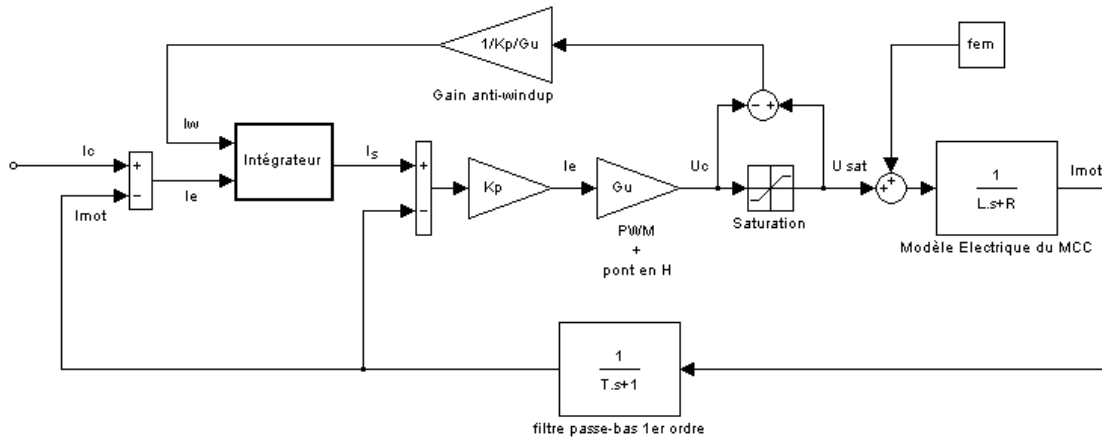 1/Kp/Gu
Gain anti-windup
fem
Iw
Ic
Intégrateur
Is
Ie
Imot
Kp
Ie
Gu
PWM
+
pont en H
Uc
Saturation
U sat
1
L.s+R
Modèle Electrique du MCC
Imot
1
T.s+1
filtre passe-bas 1er ordre